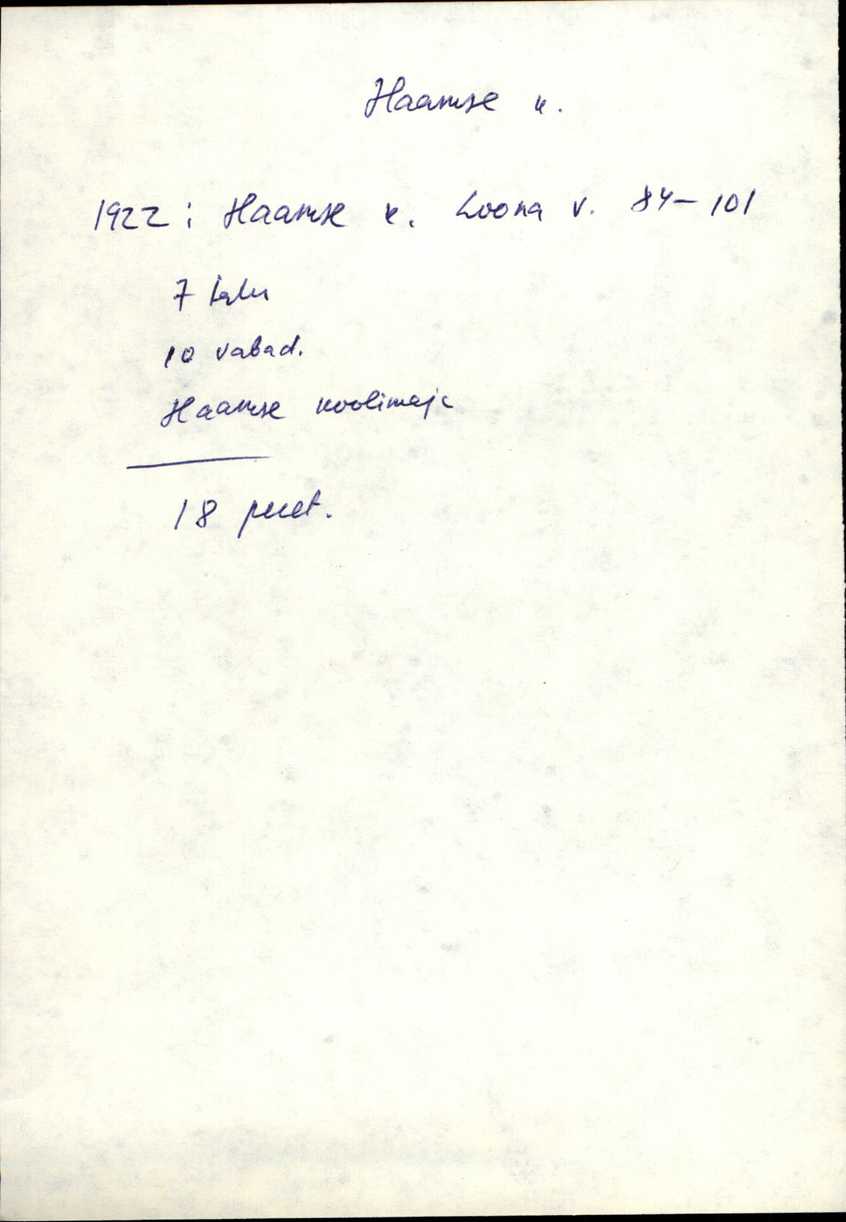 Haamse k.
1922: Haamse k. Loona v. 84-101
7 talu
10 vabad.
Haamse koolimaja
18 peret.